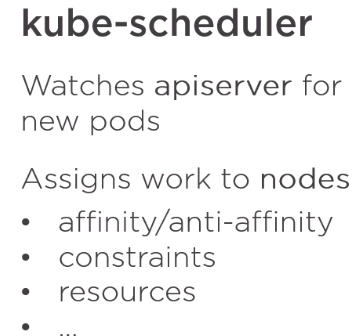 kube-scheduler
Watches apiserver for
new pods
Assigns work to nodes
• affinity/anti-affinity
• constraints
• resources
• ...